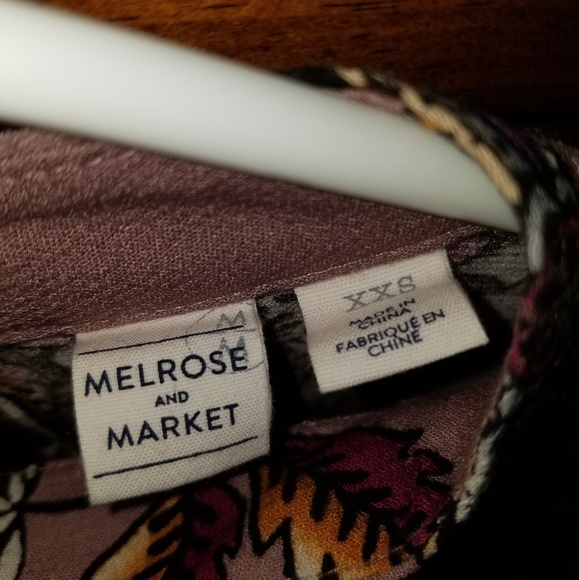 M
M
MELROSE
AND
MARKET
XXS
MADE IN
CHINA
FABRIQUÉ EN
CHINE